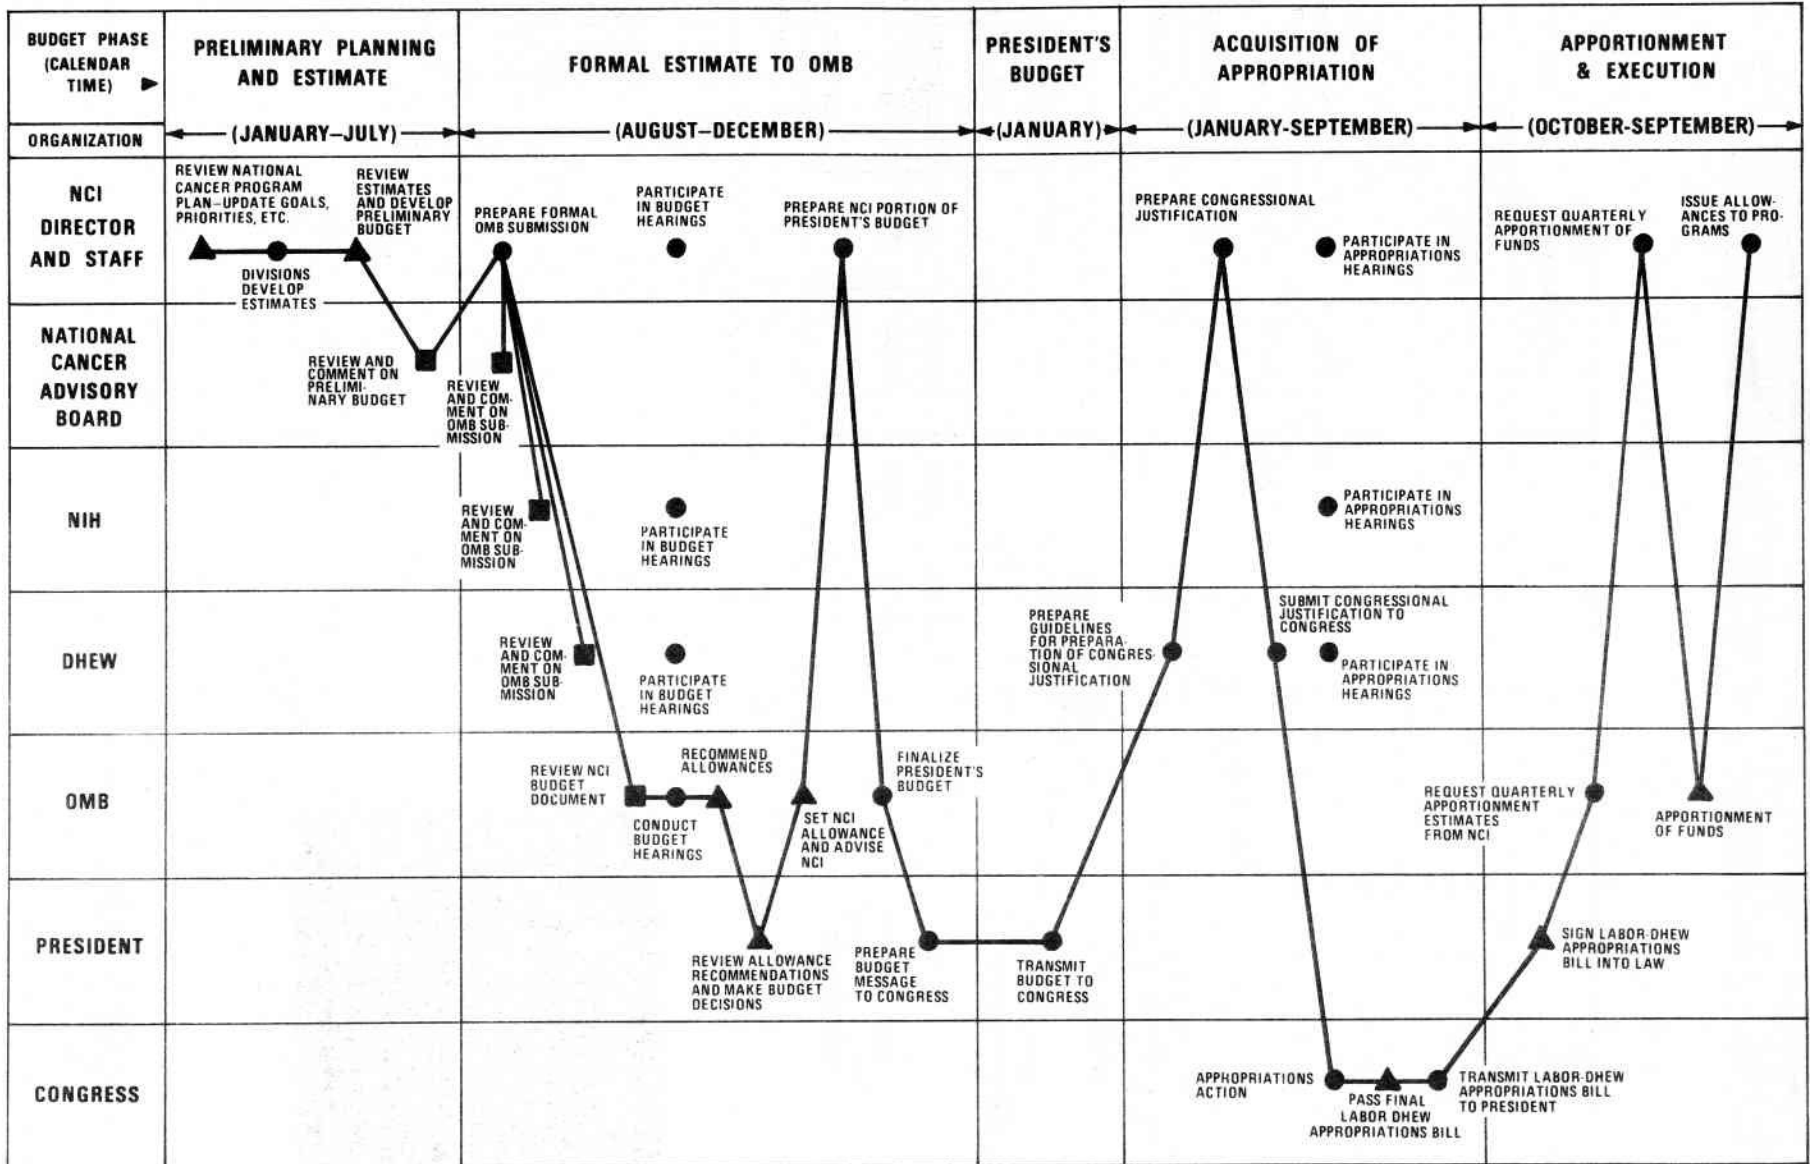 BUDGET PHASE
(CALENDAR
TIME)
PRELIMINARY PLANNING
AND ESTIMATE
FORMAL ESTIMATE TO OMB
PRESIDENT'S
BUDGET
ACQUISITION OF
APPROPRIATION
APPORTIONMENT
& EXECUTION
ORGANIZATION
(JANUARY–JULY)
(AUGUST–DECEMBER)
(JANUARY)
(JANUARY-SEPTEMBER)
(OCTOBER-SEPTEMBER)
NCI
DIRECTOR
AND STAFF
REVIEW NATIONAL
CANCER PROGRAM
PLAN–UPDATE GOALS,
PRIORITIES, ETC.
DIVISIONS
DEVELOP
ESTIMATES
REVIEW
ESTIMATES
AND DEVELOP
PRELIMINARY
BUDGET
PREPARE FORMAL
OMB SUBMISSION
PARTICIPATE
IN BUDGET
HEARINGS
PREPARE NCI PORTION OF
PRESIDENT'S BUDGET
PREPARE CONGRESSIONAL
JUSTIFICATION
PARTICIPATE IN
APPROPRIATIONS
HEARINGS
REQUEST QUARTERLY
APPORTIONMENT OF
FUNDS
ISSUE ALLOW-
ANCES TO PRO-
GRAMS
NATIONAL
CANCER
ADVISORY
BOARD
REVIEW AND
COMMENT ON
PRELIMI-
NARY BUDGET
REVIEW
AND COM-
MENT ON
OMB SUB-
MISSION
NIH
REVIEW
AND COM-
MENT ON
OMB SUB-
MISSION
PARTICIPATE
IN BUDGET
HEARINGS
PARTICIPATE IN
APPROPRIATIONS
HEARINGS
DHEW
REVIEW
AND COM-
MENT ON
OMB SUB-
MISSION
PARTICIPATE
IN BUDGET
HEARINGS
PREPARE
GUIDELINES
FOR PREPARA-
TION OF CONGRES-
SIONAL
JUSTIFICATION
SUBMIT CONGRESSIONAL
JUSTIFICATION TO
CONGRESS
PARTICIPATE IN
APPROPRIATIONS
HEARINGS
OMB
REVIEW NCI
BUDGET
DOCUMENT
CONDUCT
BUDGET
HEARINGS
RECOMMEND
ALLOWANCES
SET NCI
ALLOWANCE
AND ADVISE
NCI
FINALIZE
PRESIDENT'S
BUDGET
REQUEST QUARTERLY
APPORTIONMENT
ESTIMATES
FROM NCI
APPORTIONMENT
OF FUNDS
PRESIDENT
REVIEW ALLOWANCE
RECOMMENDATIONS
AND MAKE BUDGET
DECISIONS
PREPARE
BUDGET
MESSAGE
TO CONGRESS
TRANSMIT
BUDGET TO
CONGRESS
SIGN LABOR-DHEW
APPROPRIATIONS
BILL INTO LAW
CONGRESS
APPROPRIATIONS
ACTION
PASS FINAL
LABOR DHEW
APPROPRIATIONS BILL
TRANSMIT LABOR-DHEW
APPROPRIATIONS BILL
TO PRESIDENT